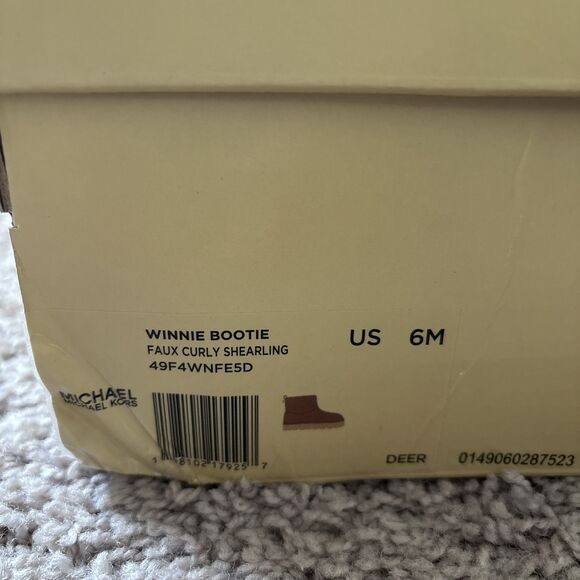 WINNIE BOOTIE
FAUX CURLY SHEARLING
49F4WNFE5D
US 6M
MICHAEL
MICHAEL KORS
DEER 0149060287523